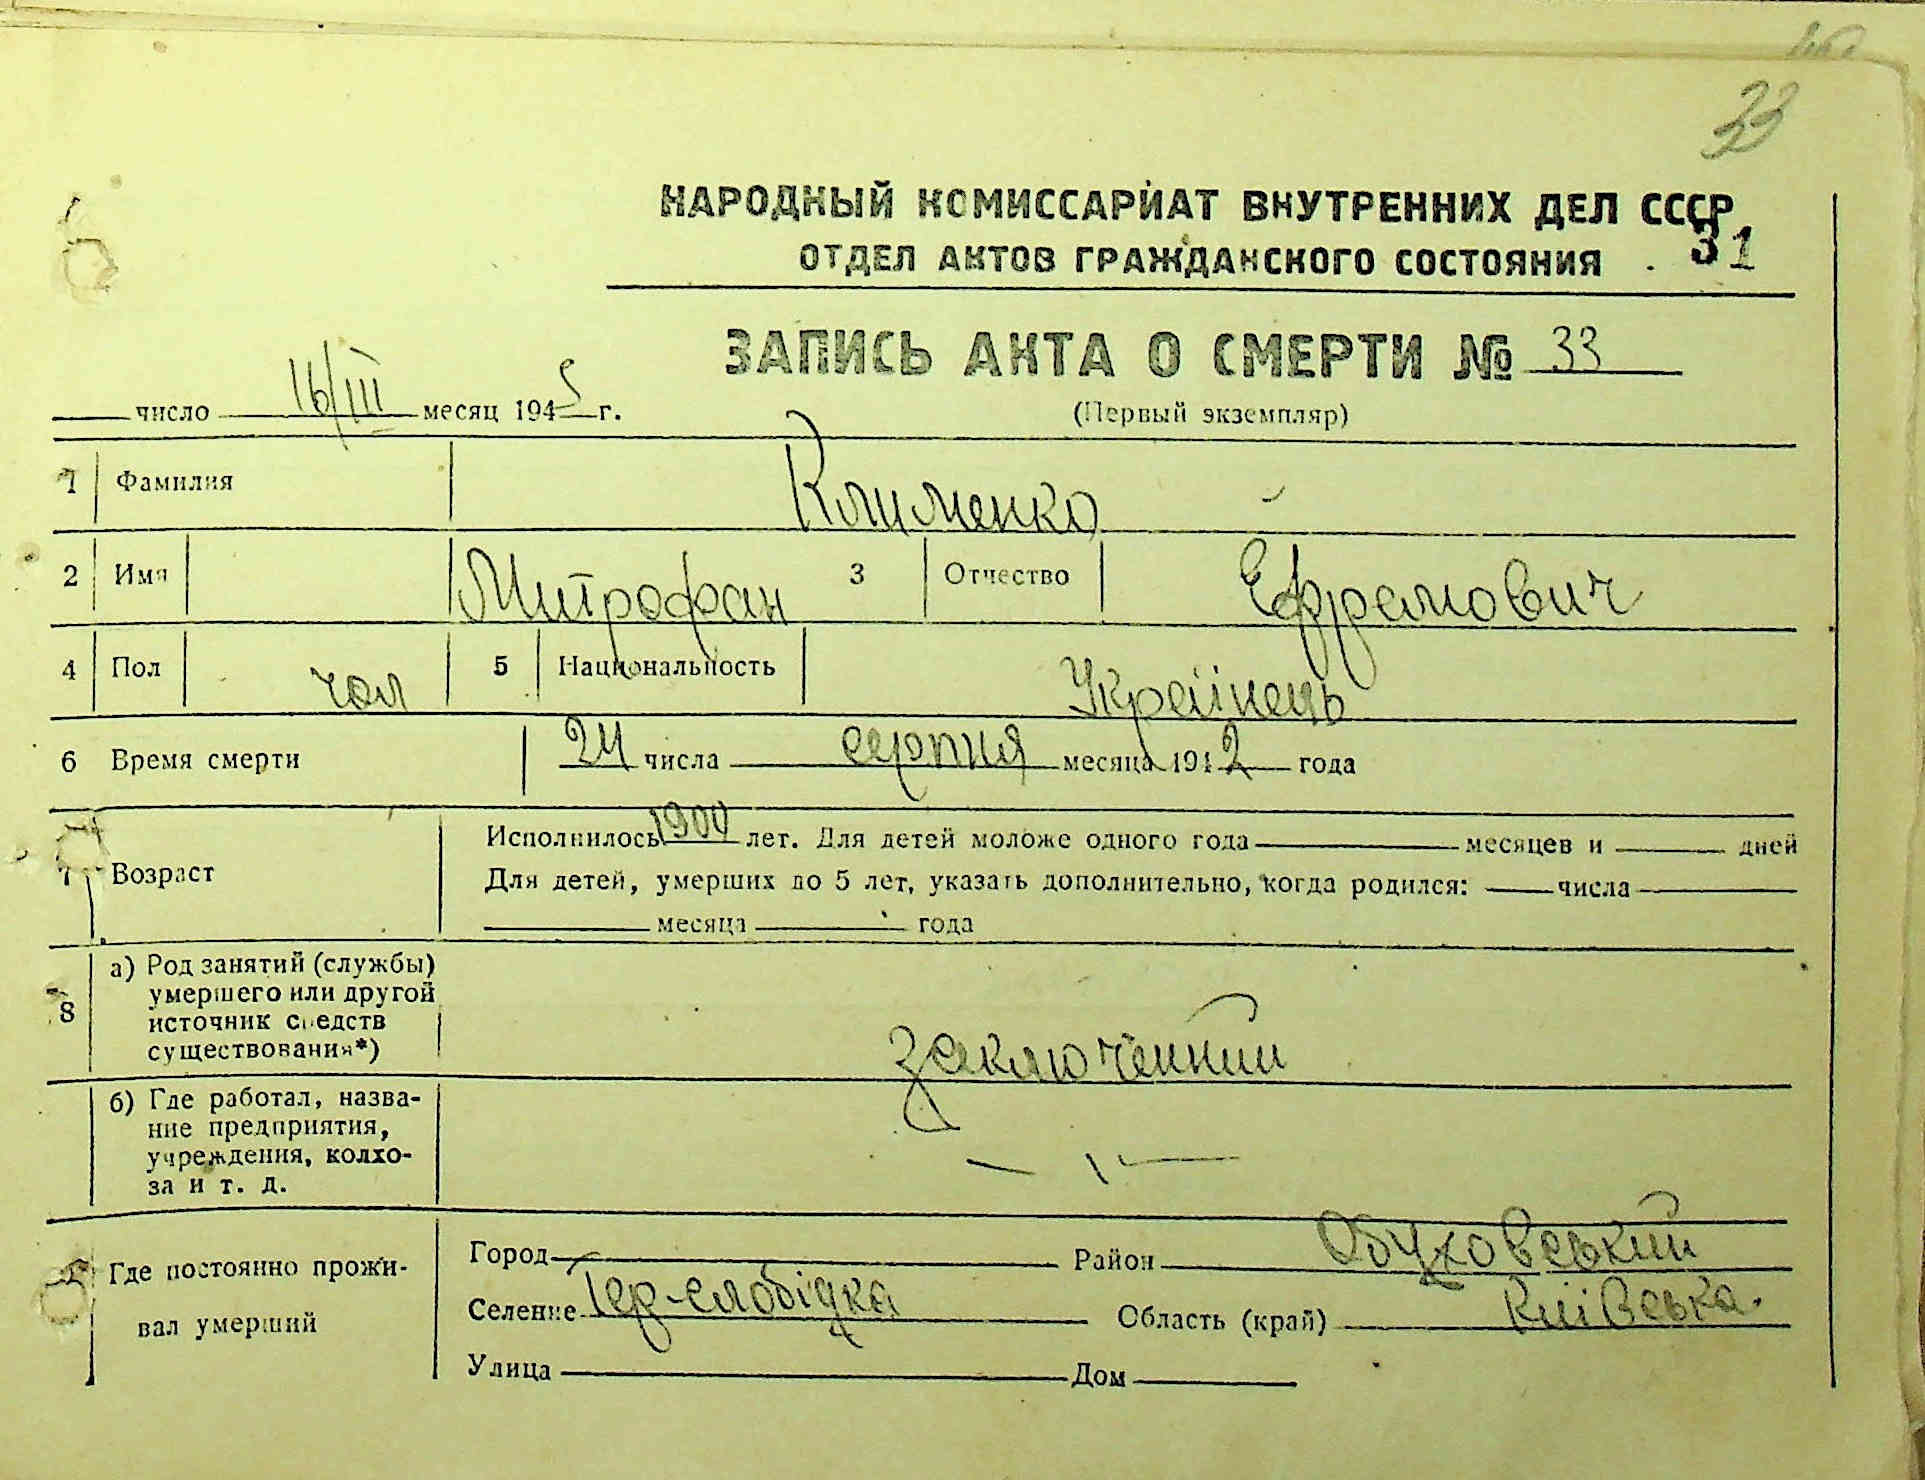 33
НАРОДНЫЙ КОМИССАРИАТ ВНУТРЕННИХ ДЕЛ СССР
ОТДЕЛ АКТОВ ГРАЖДАНСКОГО СОСТОЯНИЯ
31
ЗАПИСЬ АКТА О СМЕРТИ № 33
число 16/III месяц 1945 г.
(Первый экземпляр)
1 Фамилия Клименко
2 Имя Митрофан 3 Отчество Ефремович
4 Пол чол 5 Национальность Українець
6 Время смерти 24 числа серпня месяца 1942 года
7 Возраст
Исполнилось 1900 лет. Для детей моложе одного года месяцев и дней
Для детей, умерших до 5 лет, указать дополнительно, когда родился: числа
месяца года
8 а) Род занятий (службы)
умершего или другой
источник средств
существования*)
заключенний
б) Где работал, назва-
ние предприятия,
учреждения, колхо-
за и т. д.
— ı —
Где постоянно прожи-
вал умерший
Город Район Обуховський
Селение Гер-слобідка Область (край) Київська.
Улица Дом